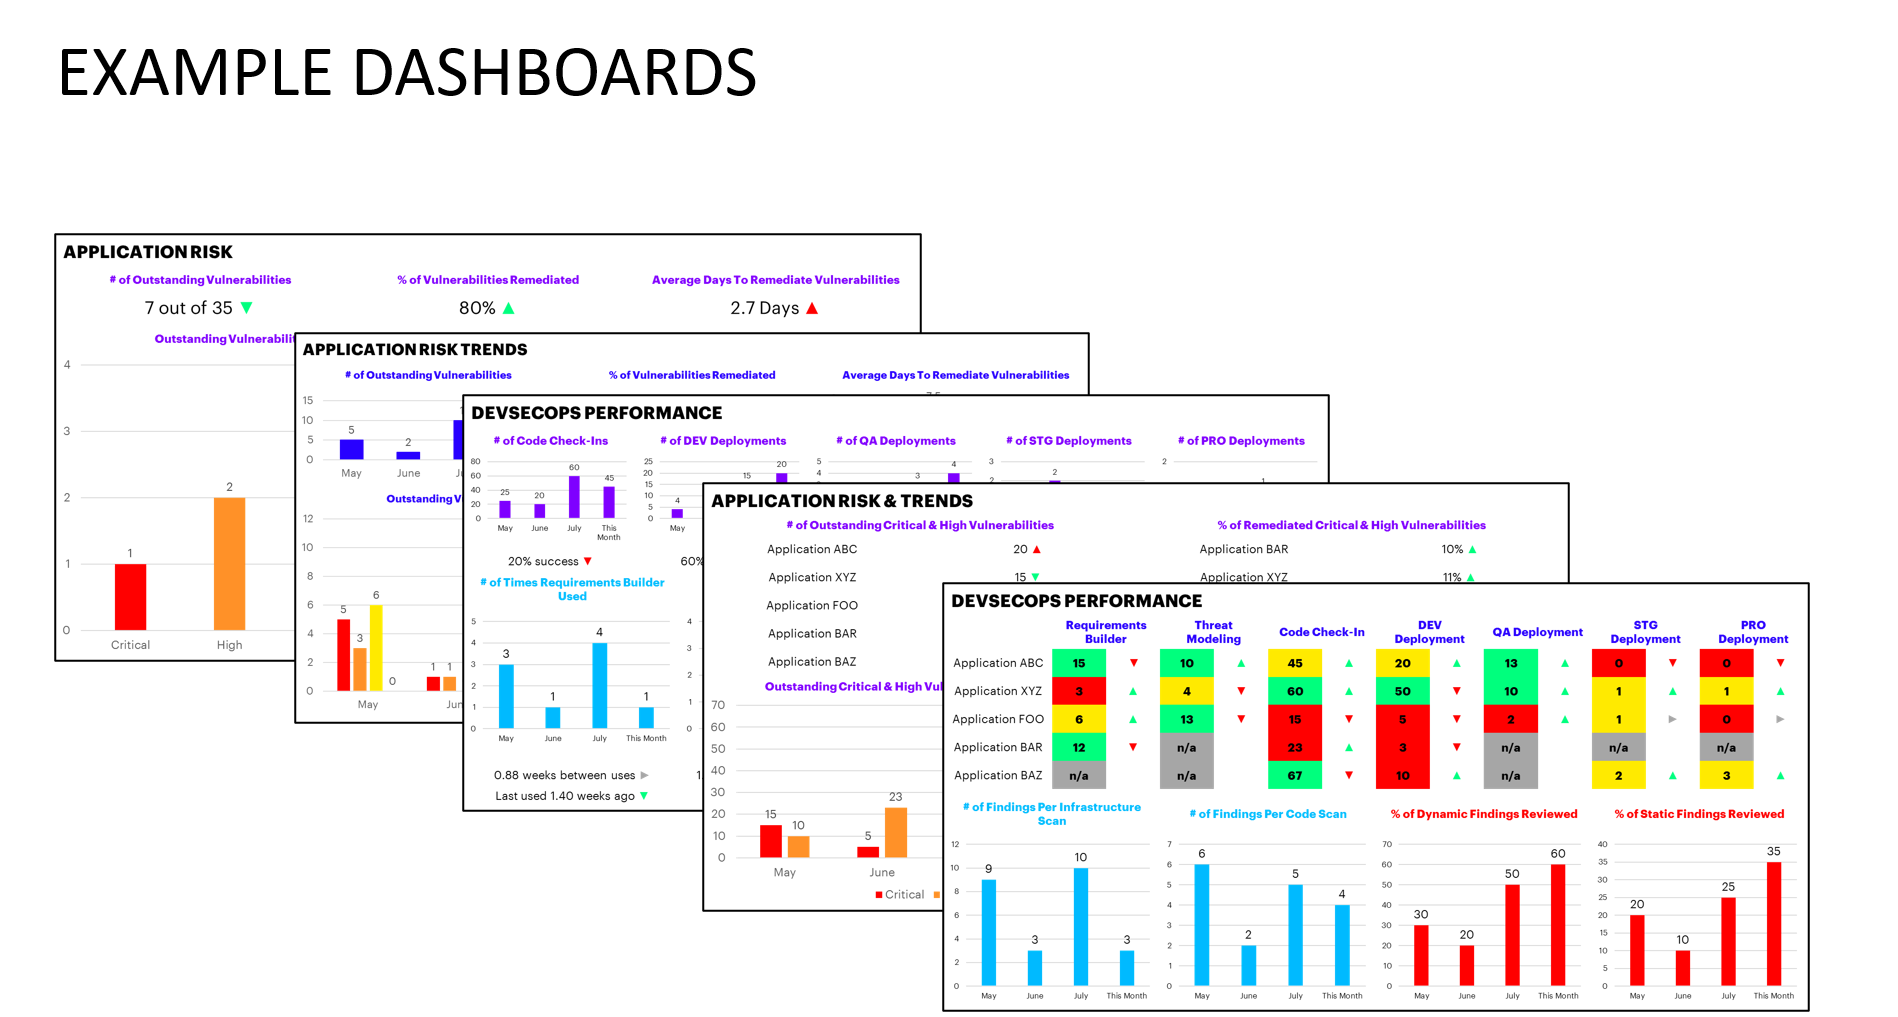 EXAMPLE DASHBOARDS
APPLICATION RISK
# of Outstanding Vulnerabilities
% of Vulnerabilities Remediated
Average Days To Remediate Vulnerabilities
7 out of 35
80%
2.7 Days
Outstanding
4
3
2
1
0
1
2
Critical
High
APPLICATION RISK TRENDS
# of Outstanding Vulnerabilities
% of Vulnerabilities Remediated
Average Days To Remediate Vulnerabilities
15
10
5
0
5
2
May
June
Outstanding
12
10
8
6
4
2
0
5
3
6
0
1
1
May
DEVSECOPS PERFORMANCE
# of Code Check-Ins
# of DEV Deployments
# of QA Deployments
# of STG Deployments
# of PRO Deployments
80
60
40
20
0
25
20
60
45
May
June
July
This Month
25
20
15
10
5
0
4
15
20
May
5
4
3
4
3
2
2
2
1
20% success
60%
# of Times Requirements Builder
Used
5
4
3
2
1
0
3
1
4
1
May
June
July
This Month
4
3
2
1
0
0.88 weeks between uses
Last used 1.40 weeks ago
APPLICATION RISK & TRENDS
# of Outstanding Critical & High Vulnerabilities
% of Remediated Critical & High Vulnerabilities
Application ABC 20
Application BAR 10%
Application XYZ 15
Application XYZ 11%
Application FOO
Application BAR
Application BAZ
Outstanding Critical & High
70
60
50
40
30
20
10
0
15
10
5
23
May
June
Critical
DEVSECOPS PERFORMANCE
Requirements Builder
Threat Modeling
Code Check-In
DEV Deployment
QA Deployment
STG Deployment
PRO Deployment
Application ABC 15 10 45 20 13 0 0
Application XYZ 3 4 60 50 10 1 1
Application FOO 6 13 15 5 2 1 0
Application BAR 12 n/a 23 3 n/a n/a n/a
Application BAZ n/a n/a 67 10 n/a 2 3
# of Findings Per Infrastructure
Scan
12
10
8
6
4
2
0
9
3
10
3
May
June
July
This Month
# of Findings Per Code Scan
7
6
5
4
3
2
1
0
6
2
5
4
May
June
July
This Month
% of Dynamic Findings Reviewed
70
60
50
40
30
20
10
0
30
20
50
60
May
June
July
This Month
% of Static Findings Reviewed
40
35
30
25
20
15
10
5
0
20
10
25
35
May
June
July
This Month